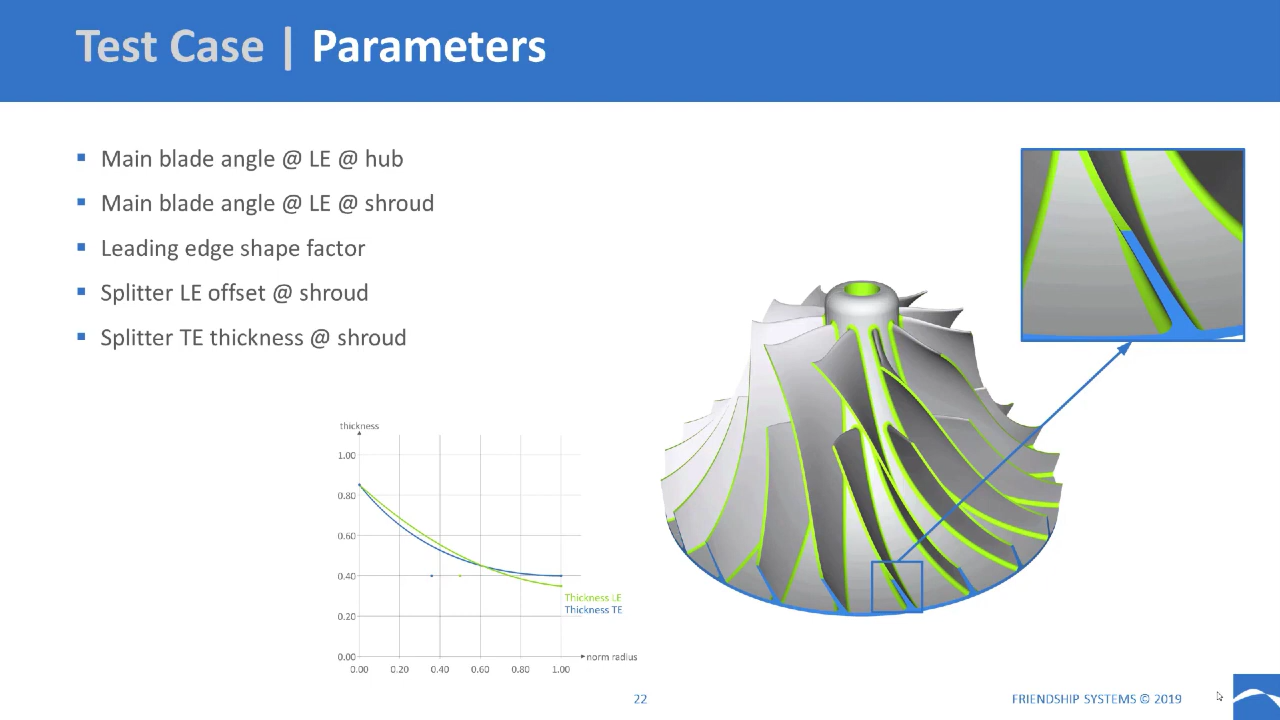 Test Case | Parameters
Main blade angle @ LE @ hub
Main blade angle @ LE @ shroud
Leading edge shape factor
Splitter LE offset @ shroud
Splitter TE thickness @ shroud
thickness
1.00
0.80
0.60
0.40
0.20
0.00
Thickness LE
Thickness TE
norm radius
0.00 0.20 0.40 0.60 0.80 1.00
22
FRIENDSHIP SYSTEMS © 2019